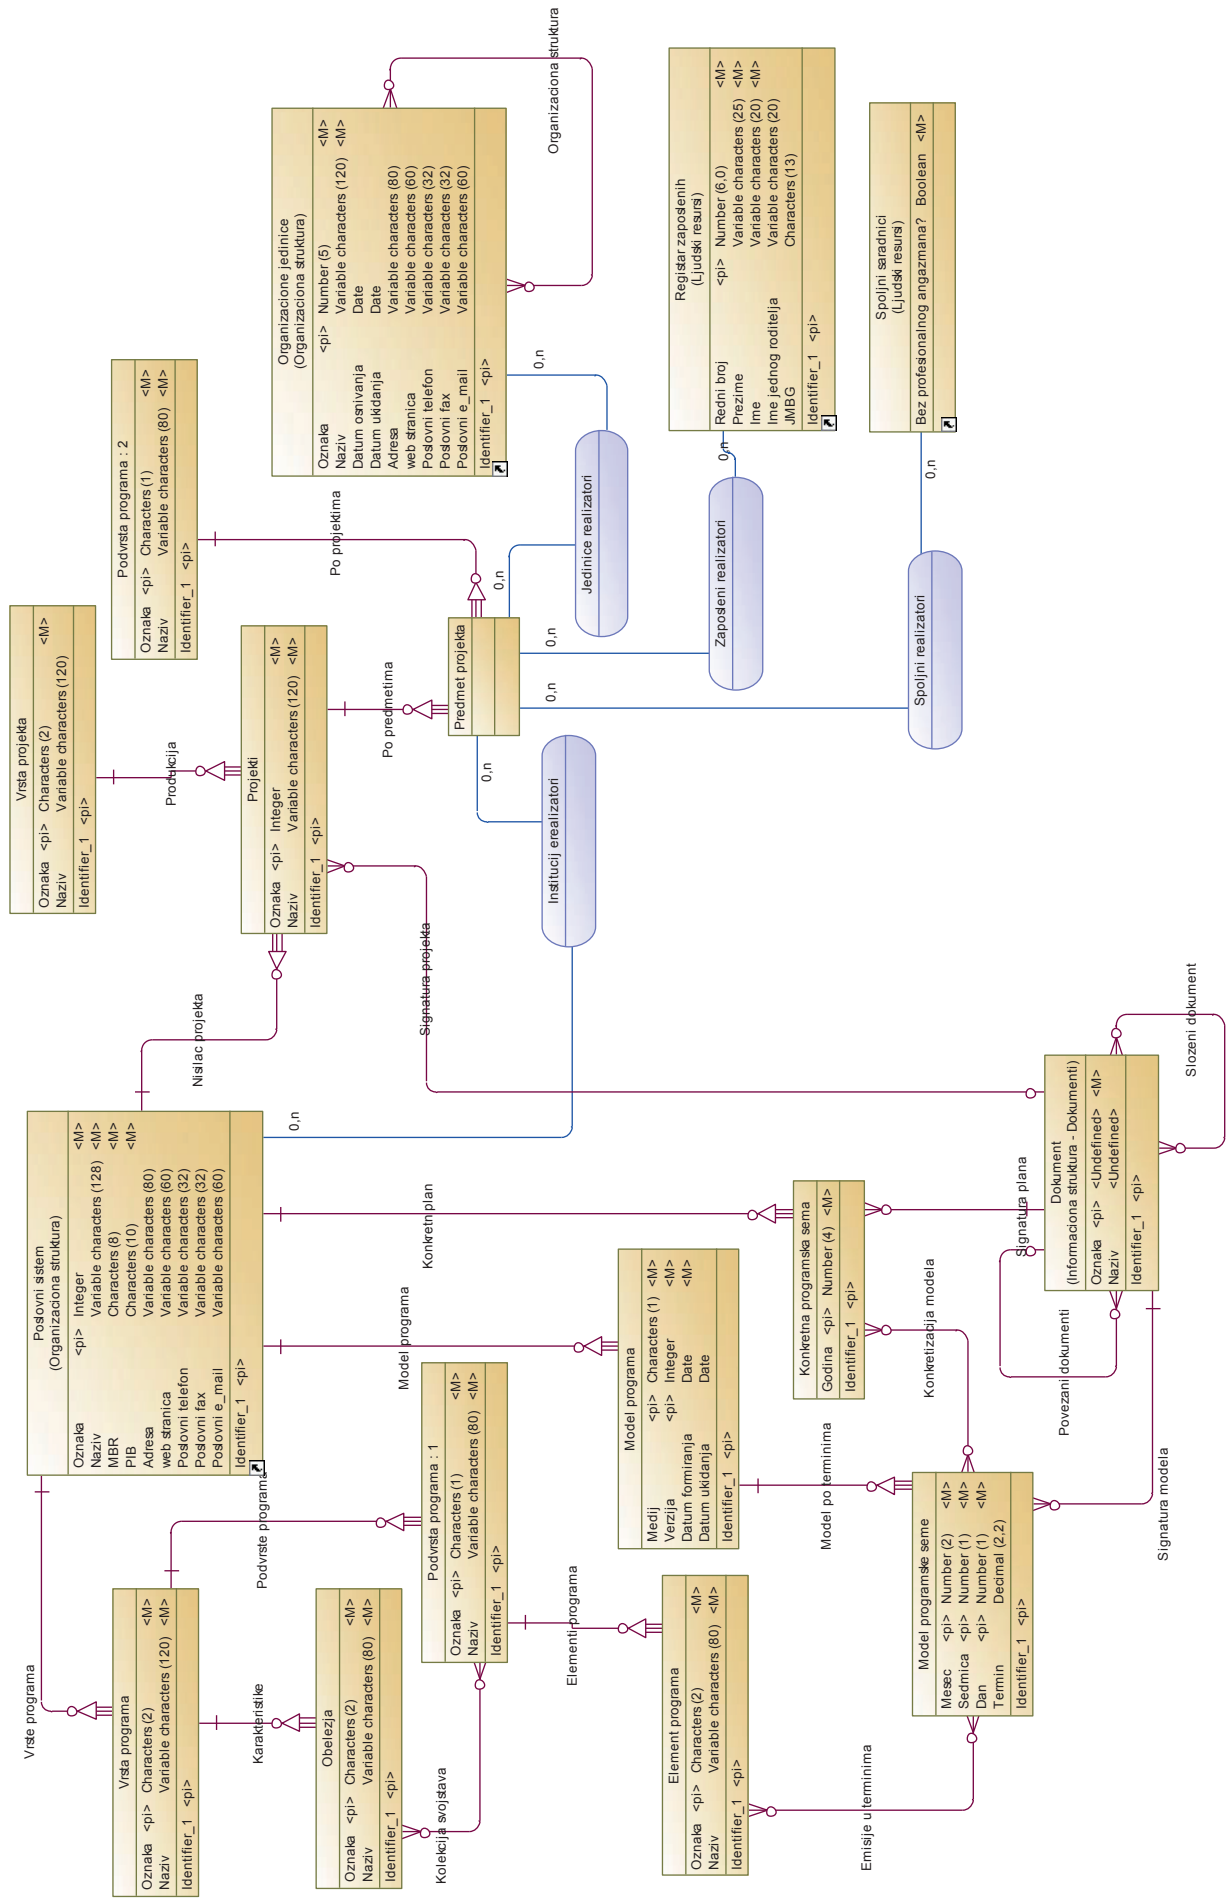 Poslovni sistem
(Organizaciona struktura)
Oznaka <pi> Integer <M>
Naziv Variable characters (128) <M>
MBR Characters (8) <M>
PIB Characters (10) <M>
Adresa Variable characters (80)
web stranica Variable characters (60)
Poslovni telefon Variable characters (32)
Poslovni fax Variable characters (32)
Poslovni e_mail Variable characters (60)
Identifier_1 <pi>
Vrsta projekta
Oznaka <pi> Characters (2) <M>
Naziv Variable characters (120)
Identifier_1 <pi>
Podvrsta programa : 2
Oznaka <pi> Characters (1) <M>
Naziv Variable characters (80) <M>
Identifier_1 <pi>
Projekti
Oznaka <pi> Integer <M>
Naziv Variable characters (120) <M>
Identifier_1 <pi>
Organizacione jedinice
(Organizaciona struktura)
Oznaka <pi> Number (5) <M>
Naziv Variable characters (120) <M>
Datum osnivanja Date
Datum ukidanja Date
Adresa Variable characters (80)
web stranica Variable characters (60)
Poslovni telefon Variable characters (32)
Poslovni fax Variable characters (32)
Poslovni e_mail Variable characters (60)
Identifier_1 <pi>
Organizaciona struktura
Vrste programa
Nisilac projekta
Produkcija
Po projektima
Po predmetima
Signatura projekta
Vrsta programa
Oznaka <pi> Characters (2) <M>
Naziv Variable characters (120) <M>
Identifier_1 <pi>
Podvrste programa
Karakteristike
Obelezja
Oznaka <pi> Characters (2) <M>
Naziv Variable characters (80) <M>
Identifier_1 <pi>
Kolekcija svojstava
Podvrsta programa : 1
Oznaka <pi> Characters (1) <M>
Naziv Variable characters (80) <M>
Identifier_1 <pi>
Elementi programa
Model programa
Konkretn plan
0,n
Institucij erealizatori
0,n
Predmet projekta
0,n
Jedinice realizatori
0,n
0,n
Zaposleni realizatori
0,n
0,n
Spoljni realizatori
0,n
Registar zaposlenih
(Ljudski resursi)
Redni broj <pi> Number (6,0) <M>
Prezime Variable characters (25) <M>
Ime Variable characters (20) <M>
Ime jednog roditelja Variable characters (20)
JMBG Characters (13)
Identifier_1 <pi>
Spoljni saradnici
(Ljudski resursi)
Bez profesionalnog angazmana? Boolean <M>
Element programa
Oznaka <pi> Characters (2) <M>
Naziv Variable characters (80) <M>
Identifier_1 <pi>
Emisije u terminima
Model programa
Medij <pi> Characters (1) <M>
Verzija <pi> Integer <M>
Datum formiranja Date <M>
Datum ukidanja Date
Identifier_1 <pi>
Model po terminima
Konkretna programska sema
Godina <pi> Number (4) <M>
Identifier_1 <pi>
Konkretizacija modela
Signatura plana
Model programske seme
Mesec <pi> Number (2) <M>
Sedmica <pi> Number (1) <M>
Dan <pi> Number (1) <M>
Termin Decimal (2,2)
Identifier_1 <pi>
Dokument
(Informaciona struktura - Dokumenti)
Oznaka <pi> <Undefined> <M>
Naziv <Undefined>
Identifier_1 <pi>
Povezani dokumenti
Slozeni dokument
Signatura modela